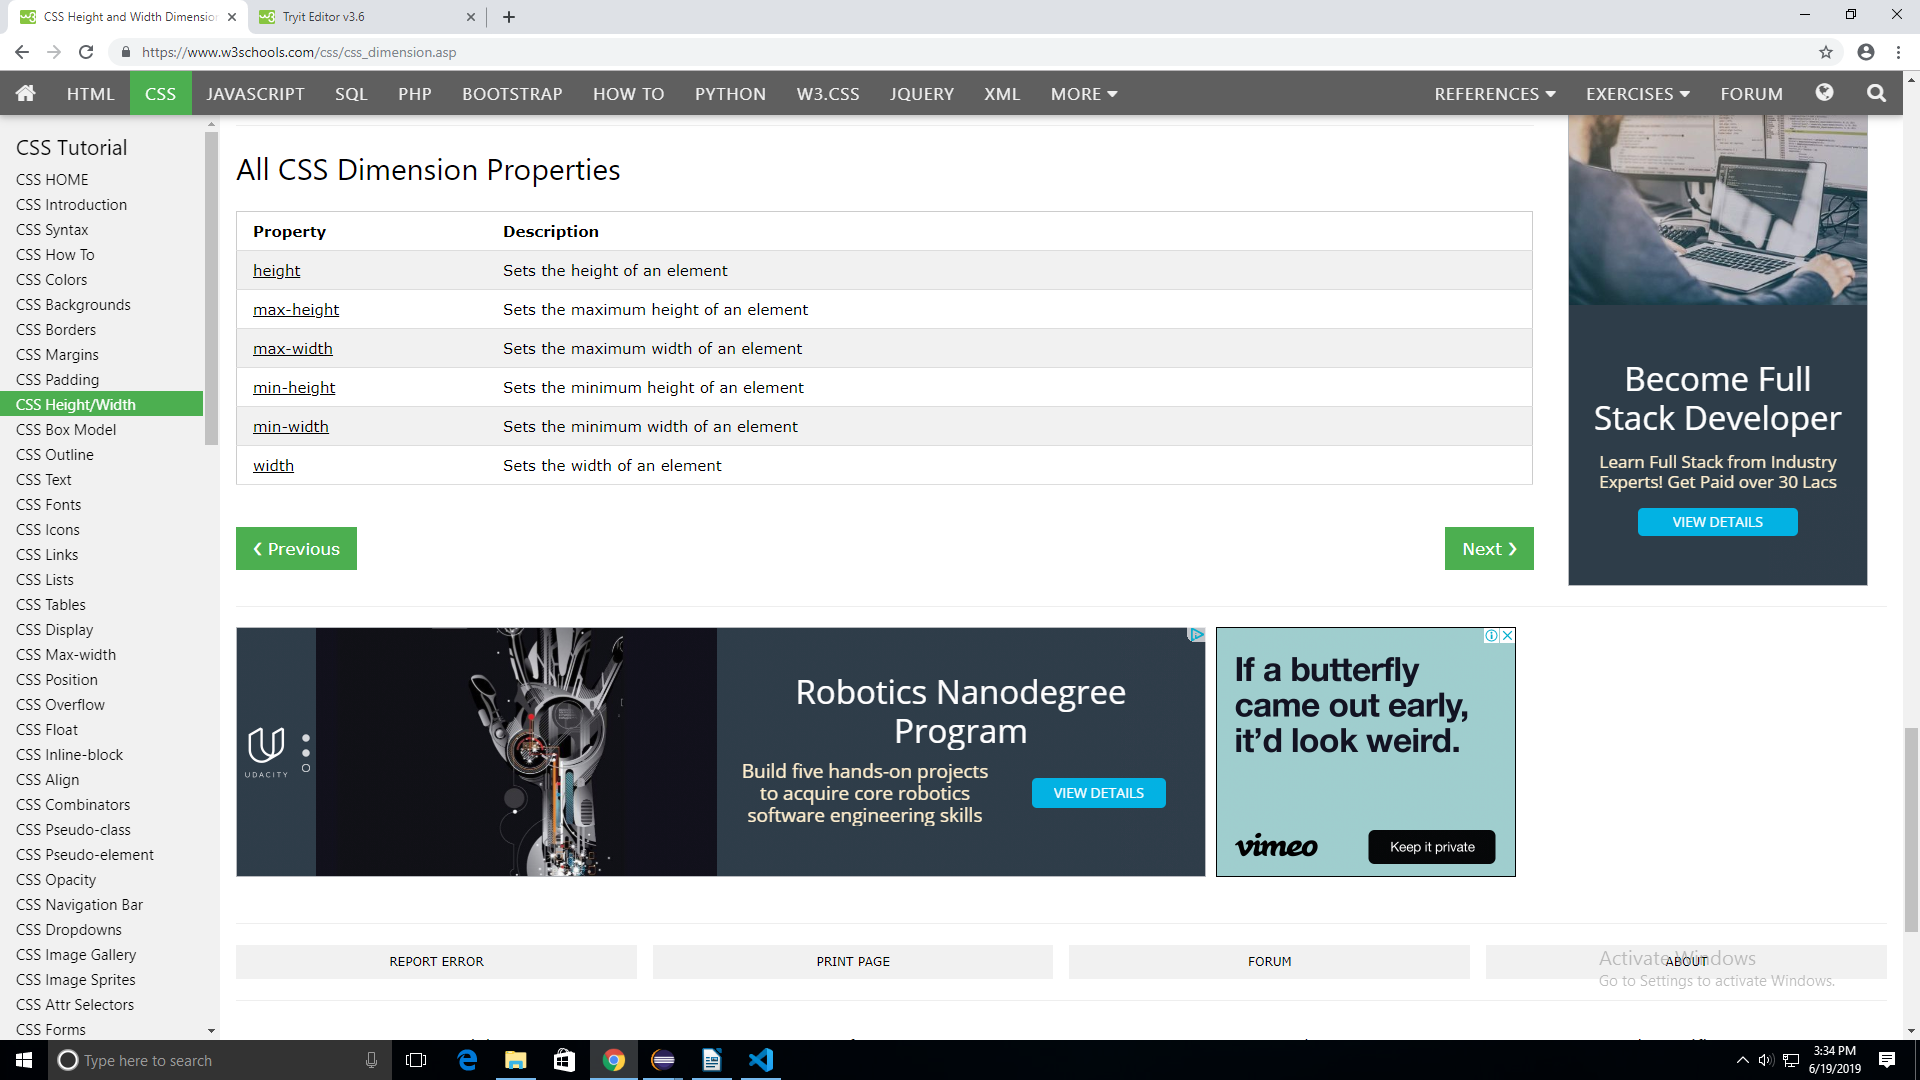 CSS Height and Width Dimension
Tryit Editor v3.6
https://www.w3schools.com/css/css_dimension.asp
HTML
CSS
JAVASCRIPT
SQL
PHP
BOOTSTRAP
HOW TO
PYTHON
W3.CSS
JQUERY
XML
MORE
REFERENCES
EXERCISES
FORUM
CSS Tutorial
CSS HOME
CSS Introduction
CSS Syntax
CSS How To
CSS Colors
CSS Backgrounds
CSS Borders
CSS Margins
CSS Padding
CSS Height/Width
CSS Box Model
CSS Outline
CSS Text
CSS Fonts
CSS Icons
CSS Links
CSS Lists
CSS Tables
CSS Display
CSS Max-width
CSS Position
CSS Overflow
CSS Float
CSS Inline-block
CSS Align
CSS Combinators
CSS Pseudo-class
CSS Pseudo-element
CSS Opacity
CSS Navigation Bar
CSS Dropdowns
CSS Image Gallery
CSS Image Sprites
CSS Attr Selectors
CSS Forms
All CSS Dimension Properties
Property Description
height Sets the height of an element
max-height Sets the maximum height of an element
max-width Sets the maximum width of an element
min-height Sets the minimum height of an element
min-width Sets the minimum width of an element
width Sets the width of an element
❮ Previous
Next ❯
Become Full
Stack Developer
Learn Full Stack from Industry
Experts! Get Paid over 30 Lacs
VIEW DETAILS
UDACITY
Robotics Nanodegree
Program
Build five hands-on projects
to acquire core robotics
software engineering skills
VIEW DETAILS
If a butterfly
came out early,
it'd look weird.
vimeo
Keep it private
REPORT ERROR
PRINT PAGE
FORUM
ABOUT
Activate Windows
Go to Settings to activate Windows.
Type here to search
3:34 PM
6/19/2019